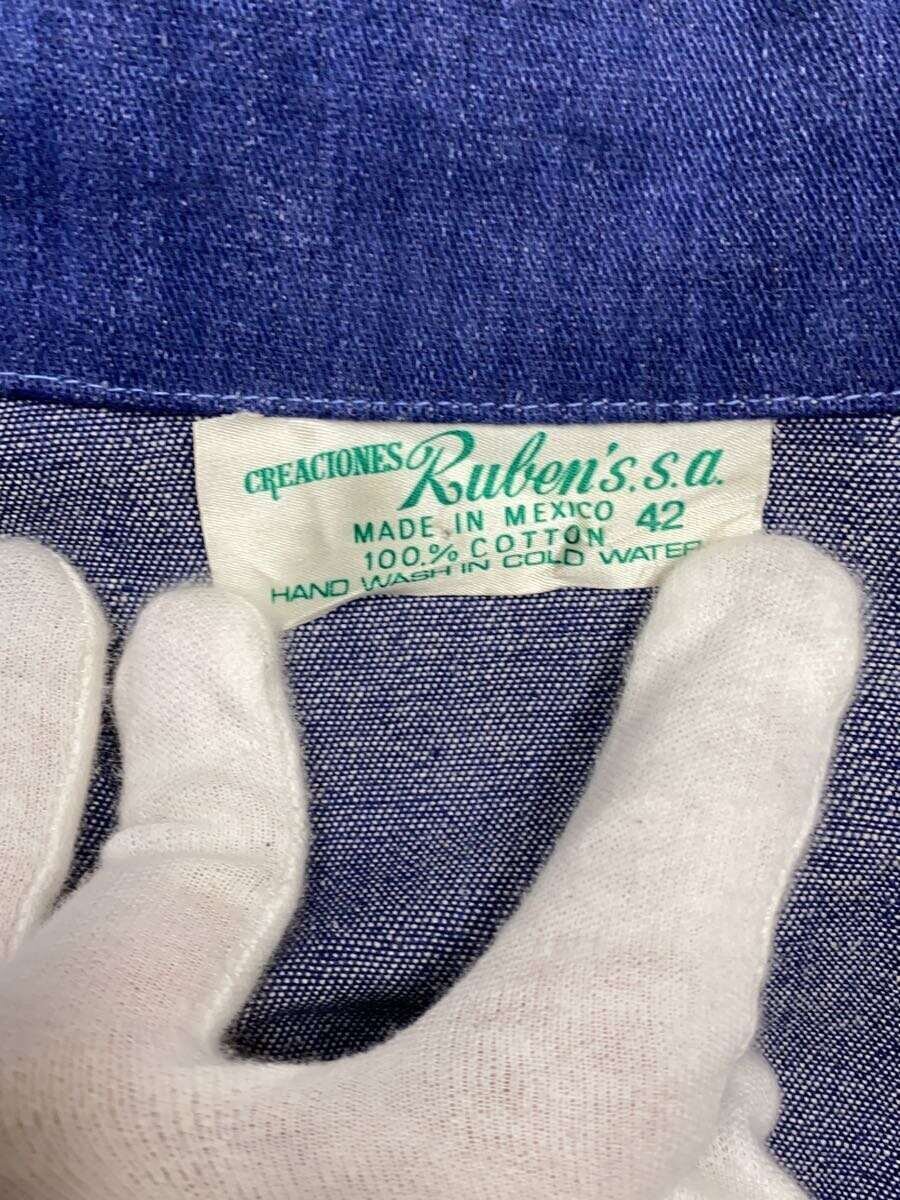 CREACIONES Ruben's.s.a.
MADE IN MEXICO 42
100.% COTTON
HAND WASH IN COLD WATER